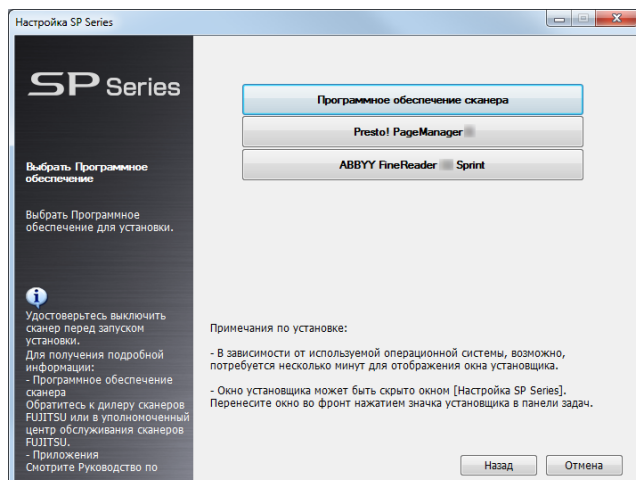 Настройка SP Series
SP Series
Выбрать Программное
обеспечение
Выбрать Программное
обеспечение для установки.
Удостоверьтесь выключить
сканер перед запуском
установки.
Для получения подробной
информации:
- Программное обеспечение
сканера
Обратитесь к дилеру сканеров
FUJITSU или в уполномоченный
центр обслуживания сканеров
FUJITSU.
- Приложения
Смотрите Руководство по
Программное обеспечение сканера
Presto! PageManager
ABBYY FineReader Sprint
Примечания по установке:
- В зависимости от используемой операционной системы, возможно,
потребуется несколько минут для отображения окна установщика.
- Окно установщика может быть скрыто окном [Настройка SP Series].
Перенесите окно во фронт нажатием значка установщика в панели задач.
Назад
Отмена